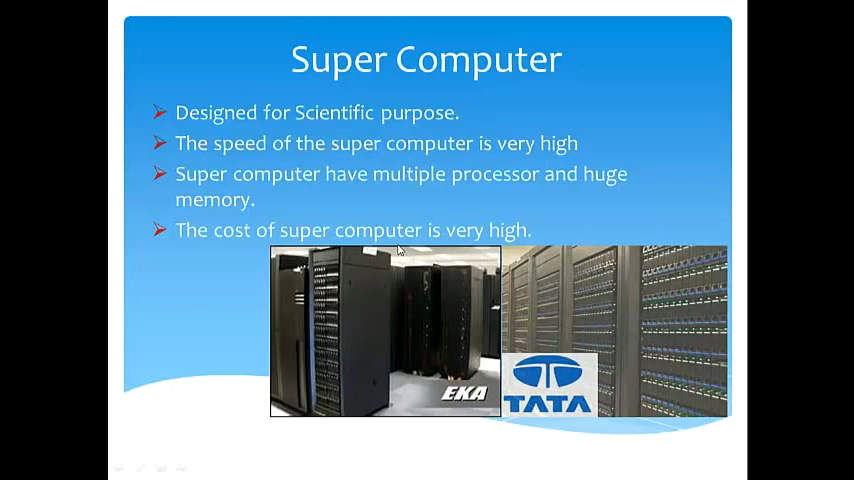 Super Computer
Designed for Scientific purpose.
The speed of the super computer is very high
Super computer have multiple processor and huge
memory.
The cost of super computer is very high.
EKA
TATA